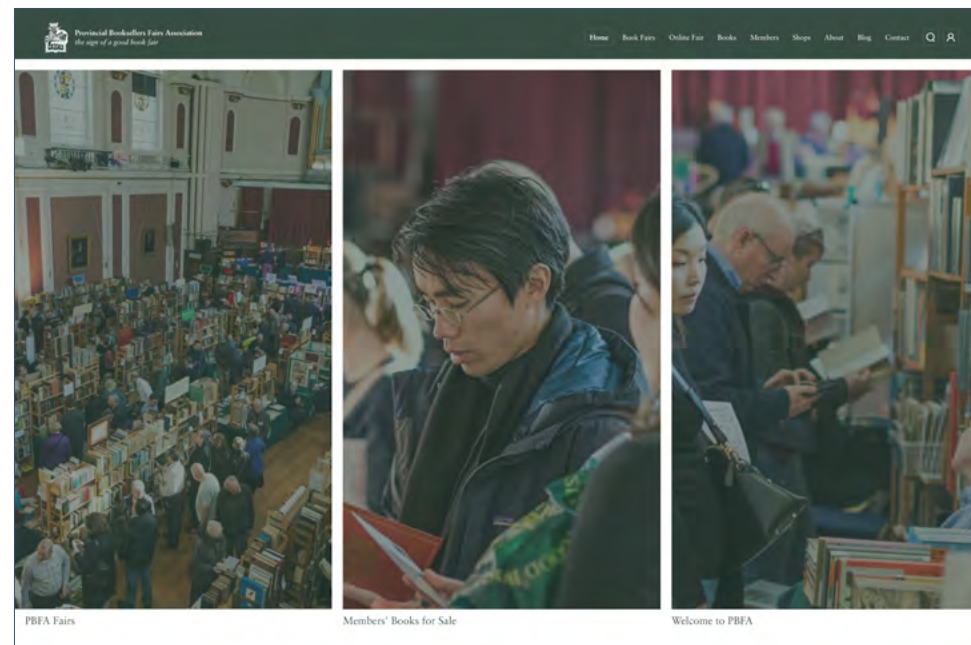 Provincial Booksellers Fairs Association
the sign of a good book fair
Home Book Fairs Online Fair Books Members Shops About Blog Contact
PBFA Fairs
Members' Books for Sale
Welcome to PBFA